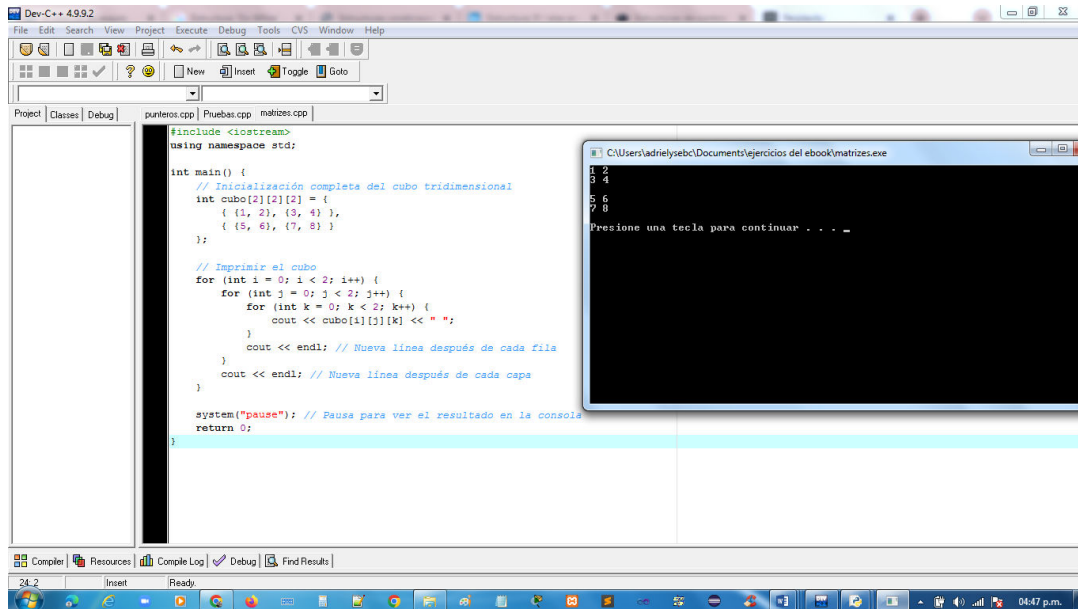 Dev-C++ 4.9.9.2
File Edit Search View Project Execute Debug Tools CVS Window Help
New Insert Toggle Goto
Project Classes Debug
punteros.cpp Pruebas.cpp matrizes.cpp
#include <iostream>
using namespace std;
int main() {
// Inicialización completa del cubo tridimensional
int cubo[2][2][2] = {
{ {1, 2}, {3, 4} },
{ {5, 6}, {7, 8} }
};
// Imprimir el cubo
for (int i = 0; i < 2; i++) {
for (int j = 0; j < 2; j++) {
for (int k = 0; k < 2; k++) {
cout << cubo[i][j][k] << " ";
}
cout << endl; // Nueva línea después de cada fila
}
cout << endl; // Nueva línea después de cada capa
}
system("pause"); // Pausa para ver el resultado en la consola
return 0;
}
C:\Users\adrielysebc\Documents\ejercicios del ebook\matrizes.exe
1 2
3 4
5 6
7 8
Presione una tecla para continuar . . . _
Compiler Resources Compile Log Debug Find Results
24: 2 Insert Ready.
04:47 p.m.